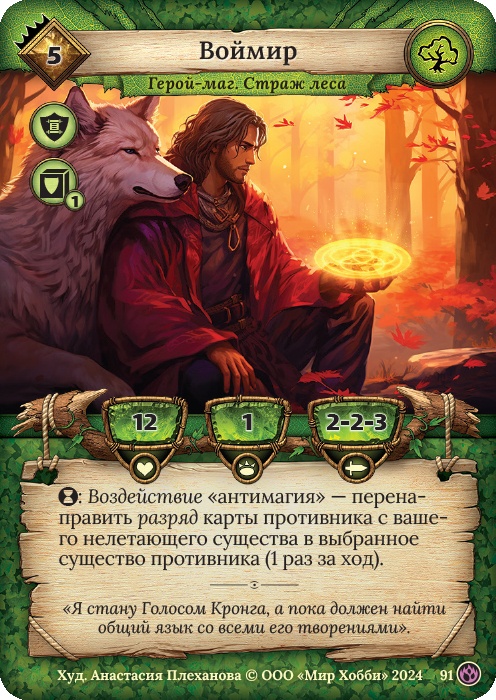 5
Воймир
Герой-маг. Страж леса
1
12
1
2-2-3
: Воздействие «антимагия» — перена-
править разряд карты противника с ваше-
го нелетающего существа в выбранное
существо противника (1 раз за ход).
«Я стану Голосом Кронга, а пока должен найти
общий язык со всеми его творениями».
Худ. Анастасия Плеханова © ООО «Мир Хобби» 2024 91